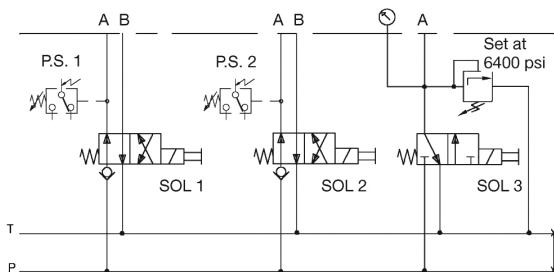 A B
A B
A
P.S. 1
P.S. 2
Set at
6400 psi
SOL 1
SOL 2
SOL 3
T
P